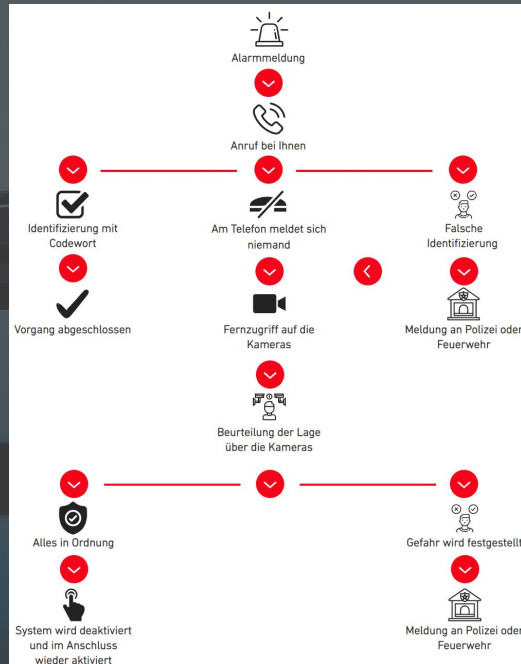 Alarmmeldung
Anruf bei Ihnen
Identifizierung mit
Codewort
Am Telefon meldet sich
niemand
Falsche
Identifizierung
Vorgang abgeschlossen
Fernzugriff auf die
Kameras
Meldung an Polizei oder
Feuerwehr
Beurteilung der Lage
über die Kameras
Alles in Ordnung
Gefahr wird festgestellt
System wird deaktiviert
und im Anschluss
wieder aktiviert
Meldung an Polizei oder
Feuerwehr